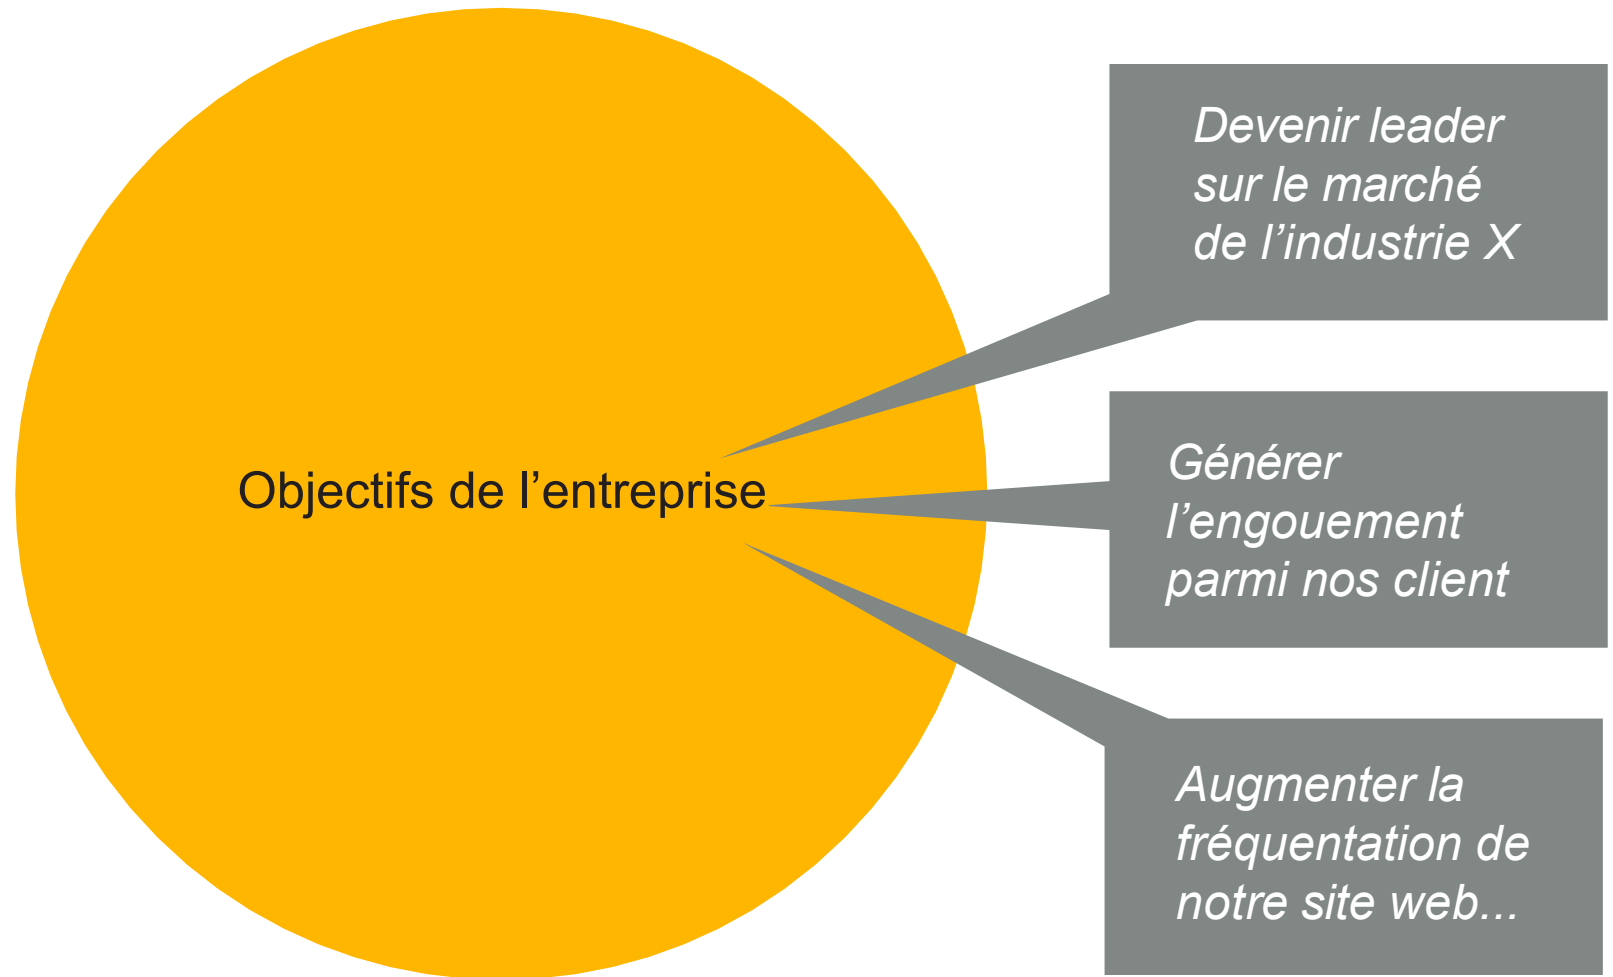 Devenir leader
sur le marché
de l’industrie X
Objectifs de l’entreprise
Générer
l’engouement
parmi nos client
Augmenter la
fréquentation de
notre site web...